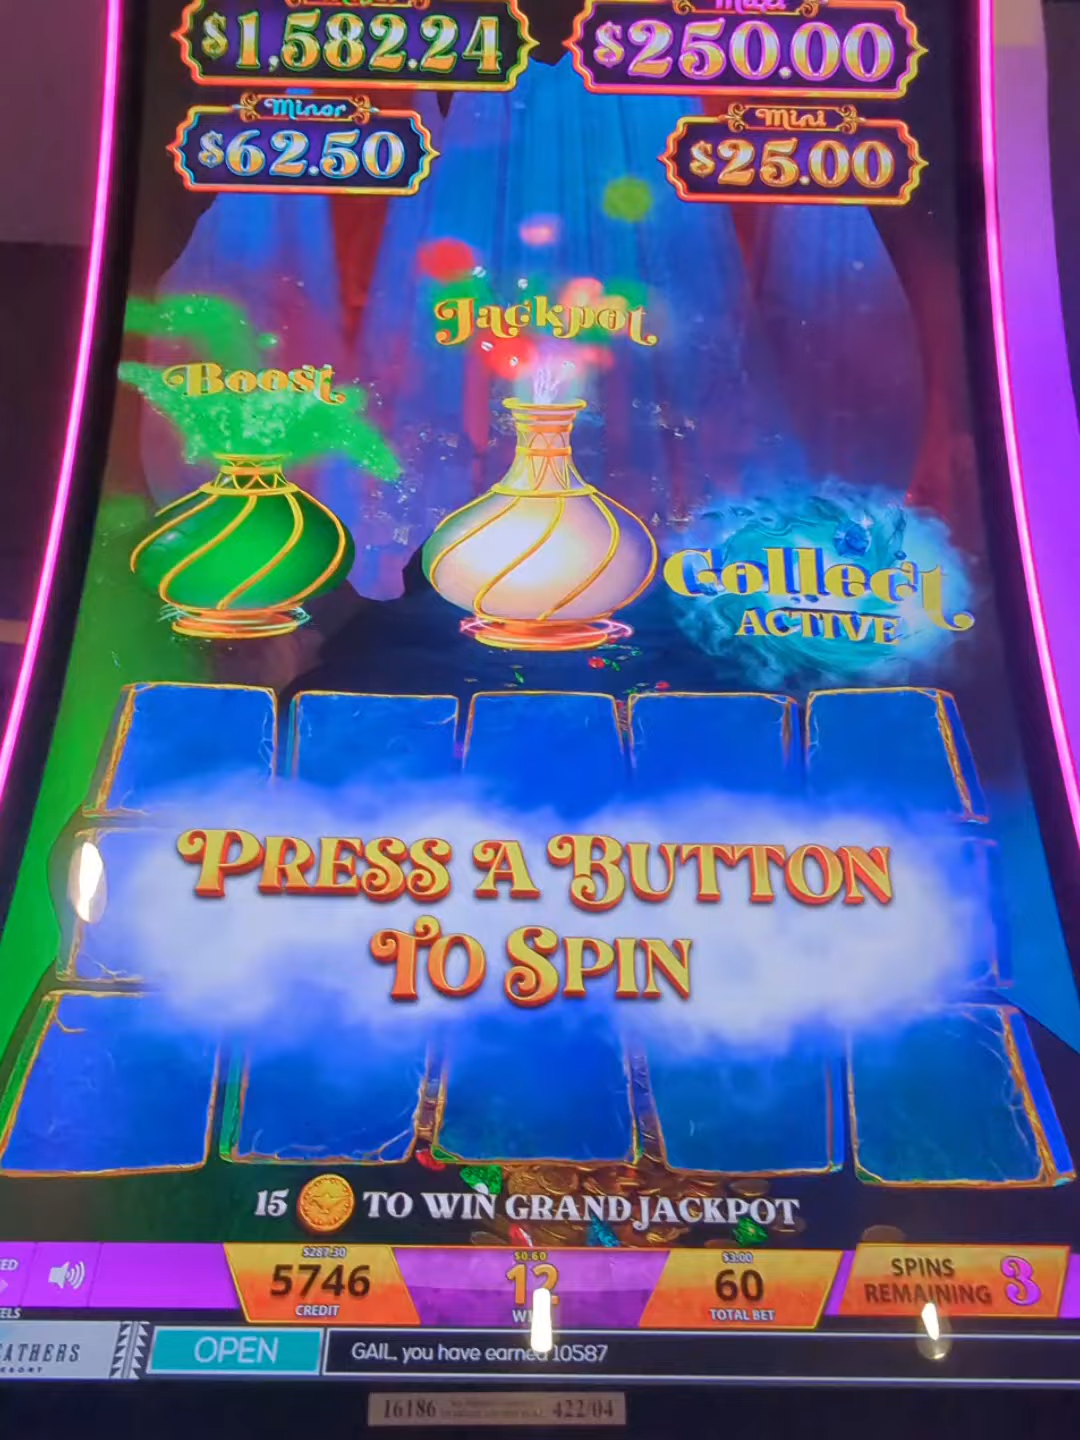 $1,582.24
$250.00
Minor
$62.50
Mini
$25.00
Jackpot
Boost
Collect
ACTIVE
PRESS A BUTTON
TO SPIN
15 TO WIN GRAND JACKPOT
$287.30
5746
CREDIT
$0.60
12
$3.00
60
TOTAL BET
SPINS
REMAINING 3
OPEN
GAIL, you have earned 10587
16186
422/04